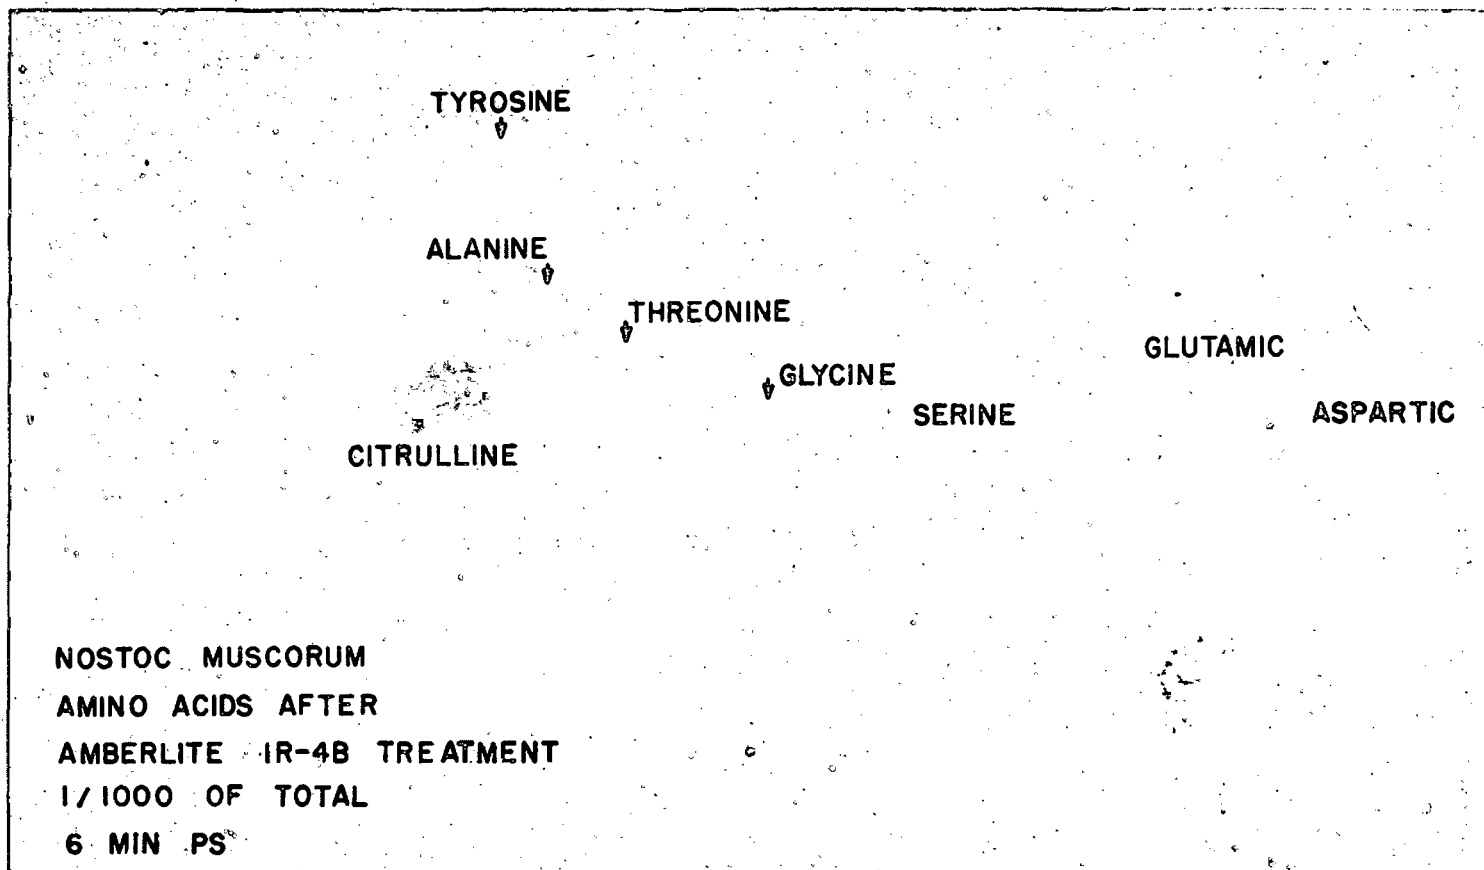 TYROSINE
ALANINE
THREONINE
GLUTAMIC
GLYCINE
SERINE
ASPARTIC
CITRULLINE
NOSTOC MUSCORUM
AMINO ACIDS AFTER
AMBERLITE IR-4B TREATMENT
1/1000 OF TOTAL
6 MIN PS